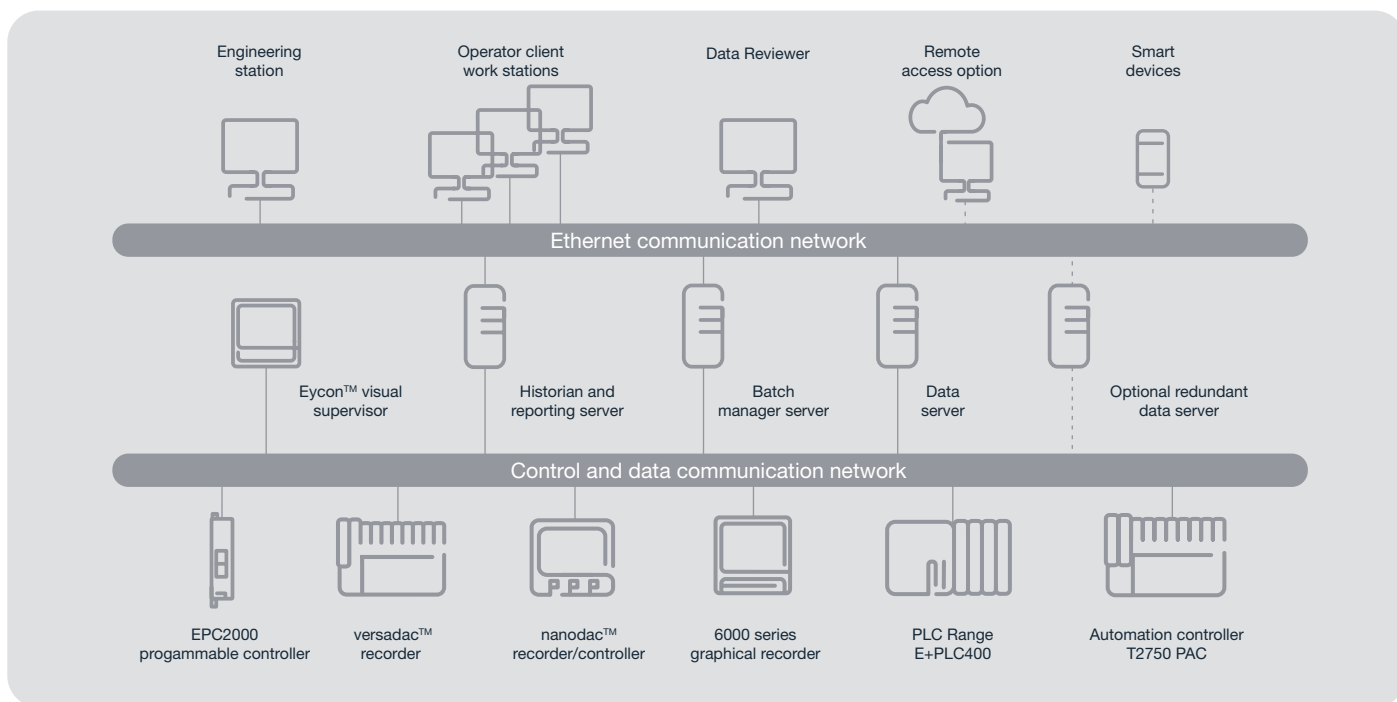 Engineering
station
Operator client
work stations
Data Reviewer
Remote
access option
Smart
devices
Ethernet communication network
Eycon™ visual
supervisor
Historian and
reporting server
Batch
manager server
Data
server
Optional redundant
data server
Control and data communication network
EPC2000
progammable controller
versadac™
recorder
nanodac™
recorder/controller
6000 series
graphical recorder
PLC Range
E+PLC400
Automation controller
T2750 PAC